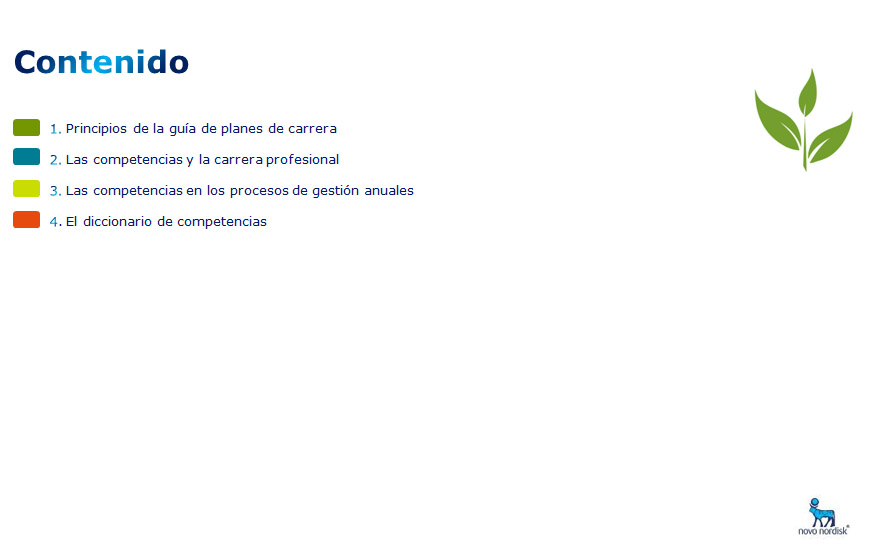 Contenido
1. Principios de la guía de planes de carrera
2. Las competencias y la carrera profesional
3. Las competencias en los procesos de gestión anuales
4. El diccionario de competencias
novo nordisk®